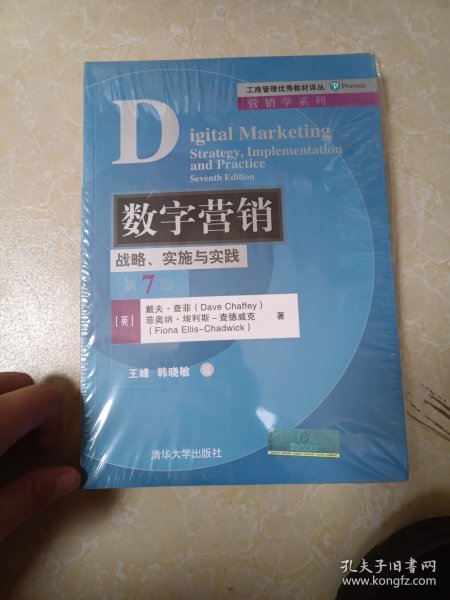 工商管理优秀教材译丛 Pearson
营销学系列
Digital Marketing
Strategy, Implementation
and Practice
Seventh Edition
数字营销
战略、实施与实践
第7版
[英] 戴夫·查菲(Dave Chaffey)
菲奥纳·埃利斯-查德威克 著
(Fiona Ellis-Chadwick)
王峰 韩晓敏 译
清华大学出版社
Pearson
孔夫子旧书网
www.kongfz.com